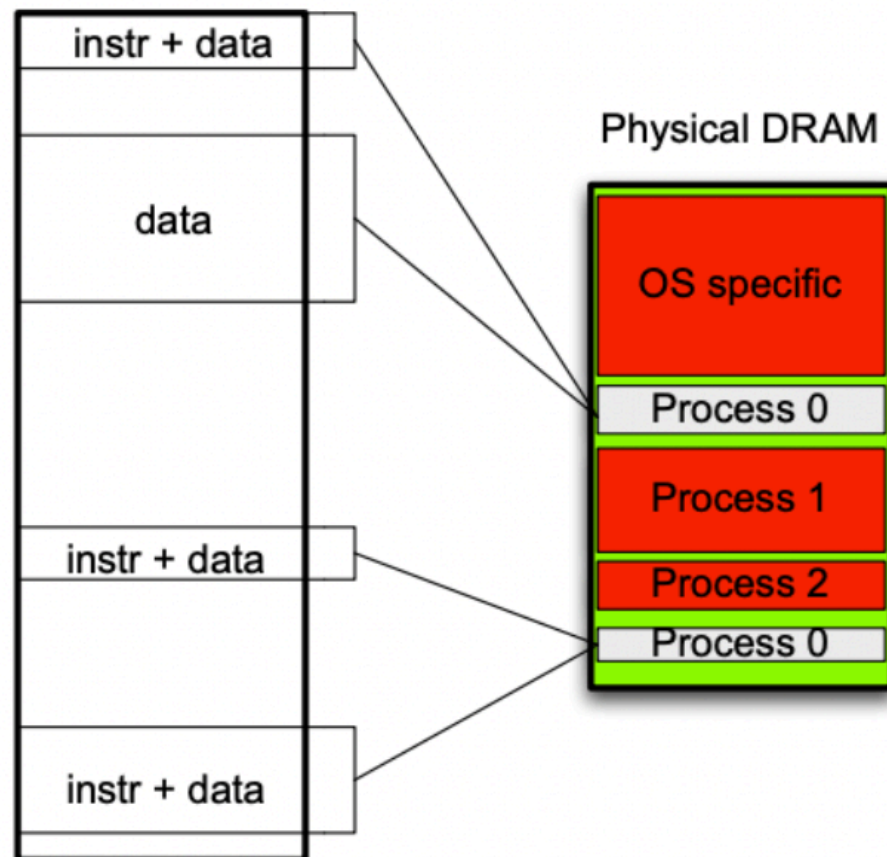 instr + data
data
instr + data
instr + data
Physical DRAM
OS specific
Process 0
Process 1
Process 2
Process 0